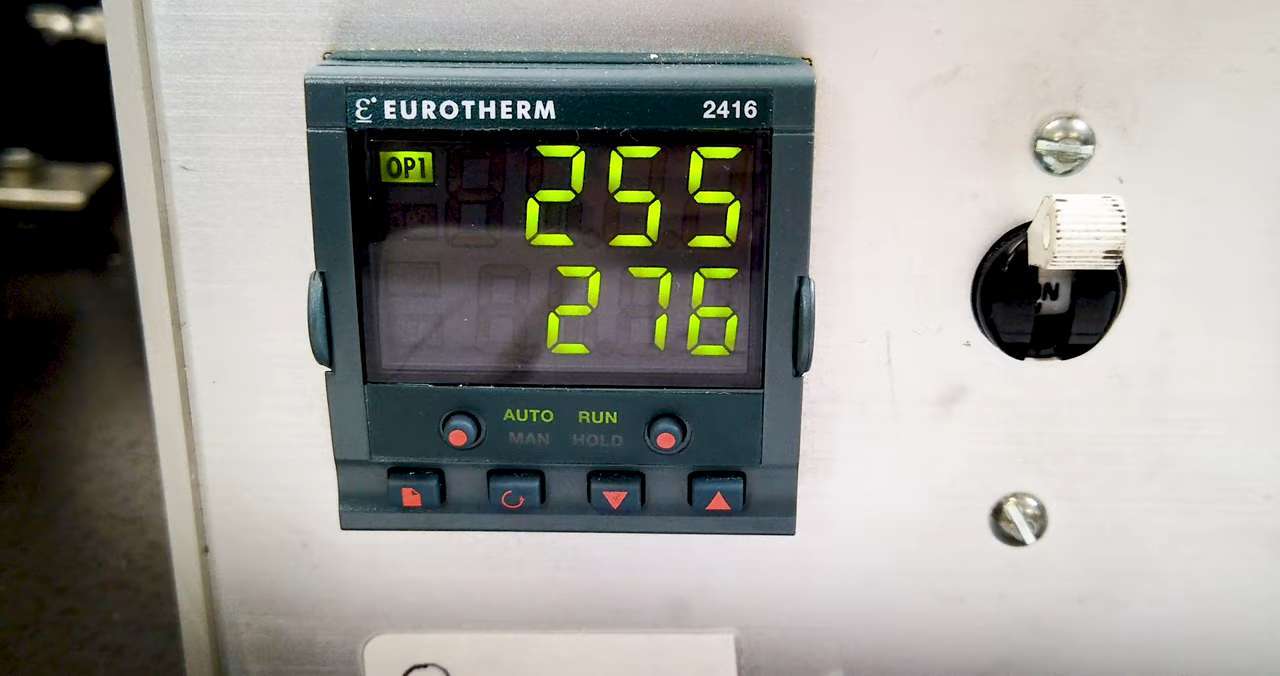 EUROTHERM 2416
OP1
255
276
AUTO RUN
MAN HOLD